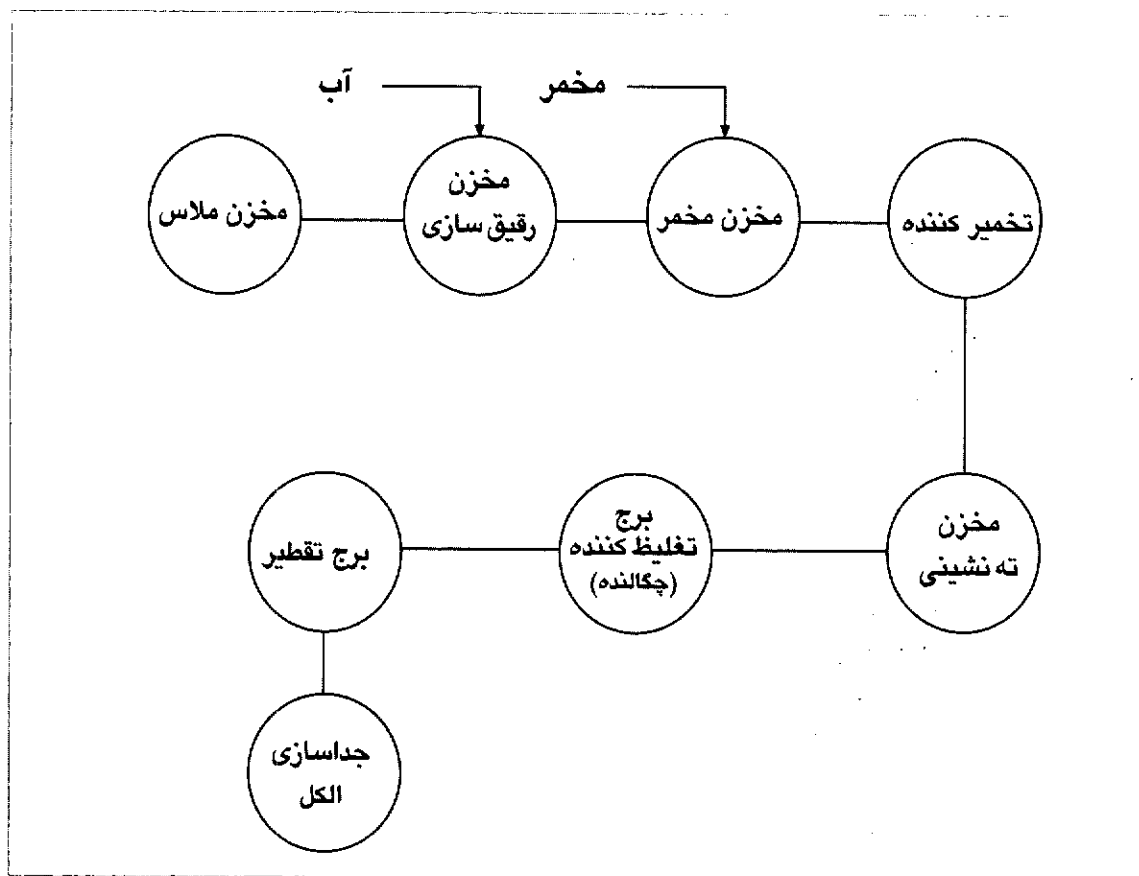 آب
مخمر
مخزن ملاس
مخزن
رقیق سازی
مخزن مخمر
تخمیر کننده
مخزن
ته نشینی
برج
تغلیظ کننده
(چگالنده)
برج تقطیر
جداسازی
الکل